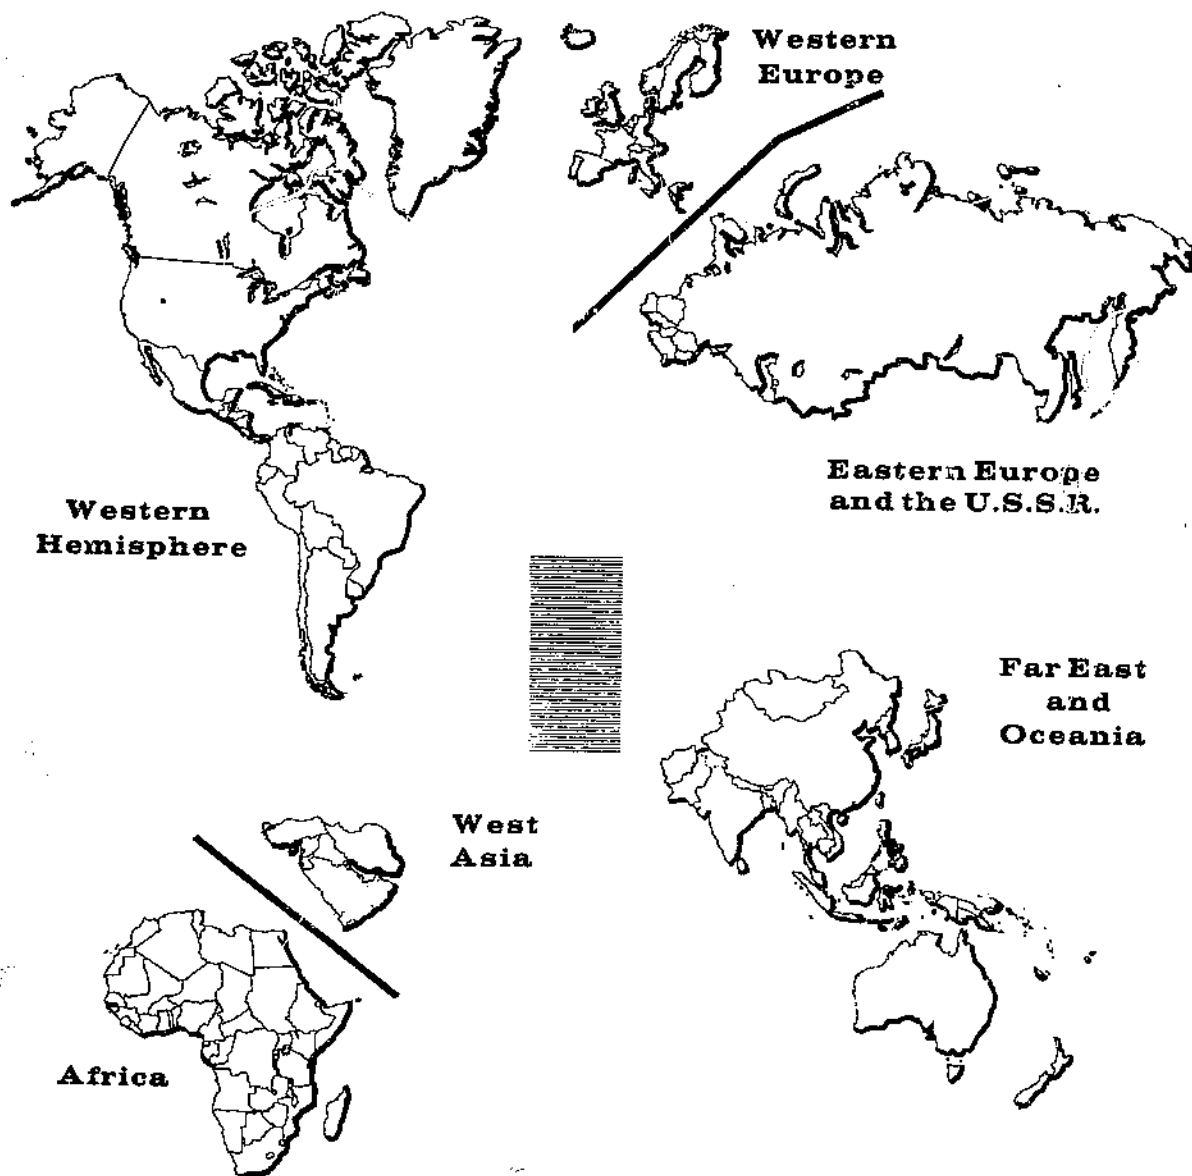 Western
Europe
Eastern Europe
and the U.S.S.R.
Western
Hemisphere
Far East
and
Oceania
West
Asia
Africa